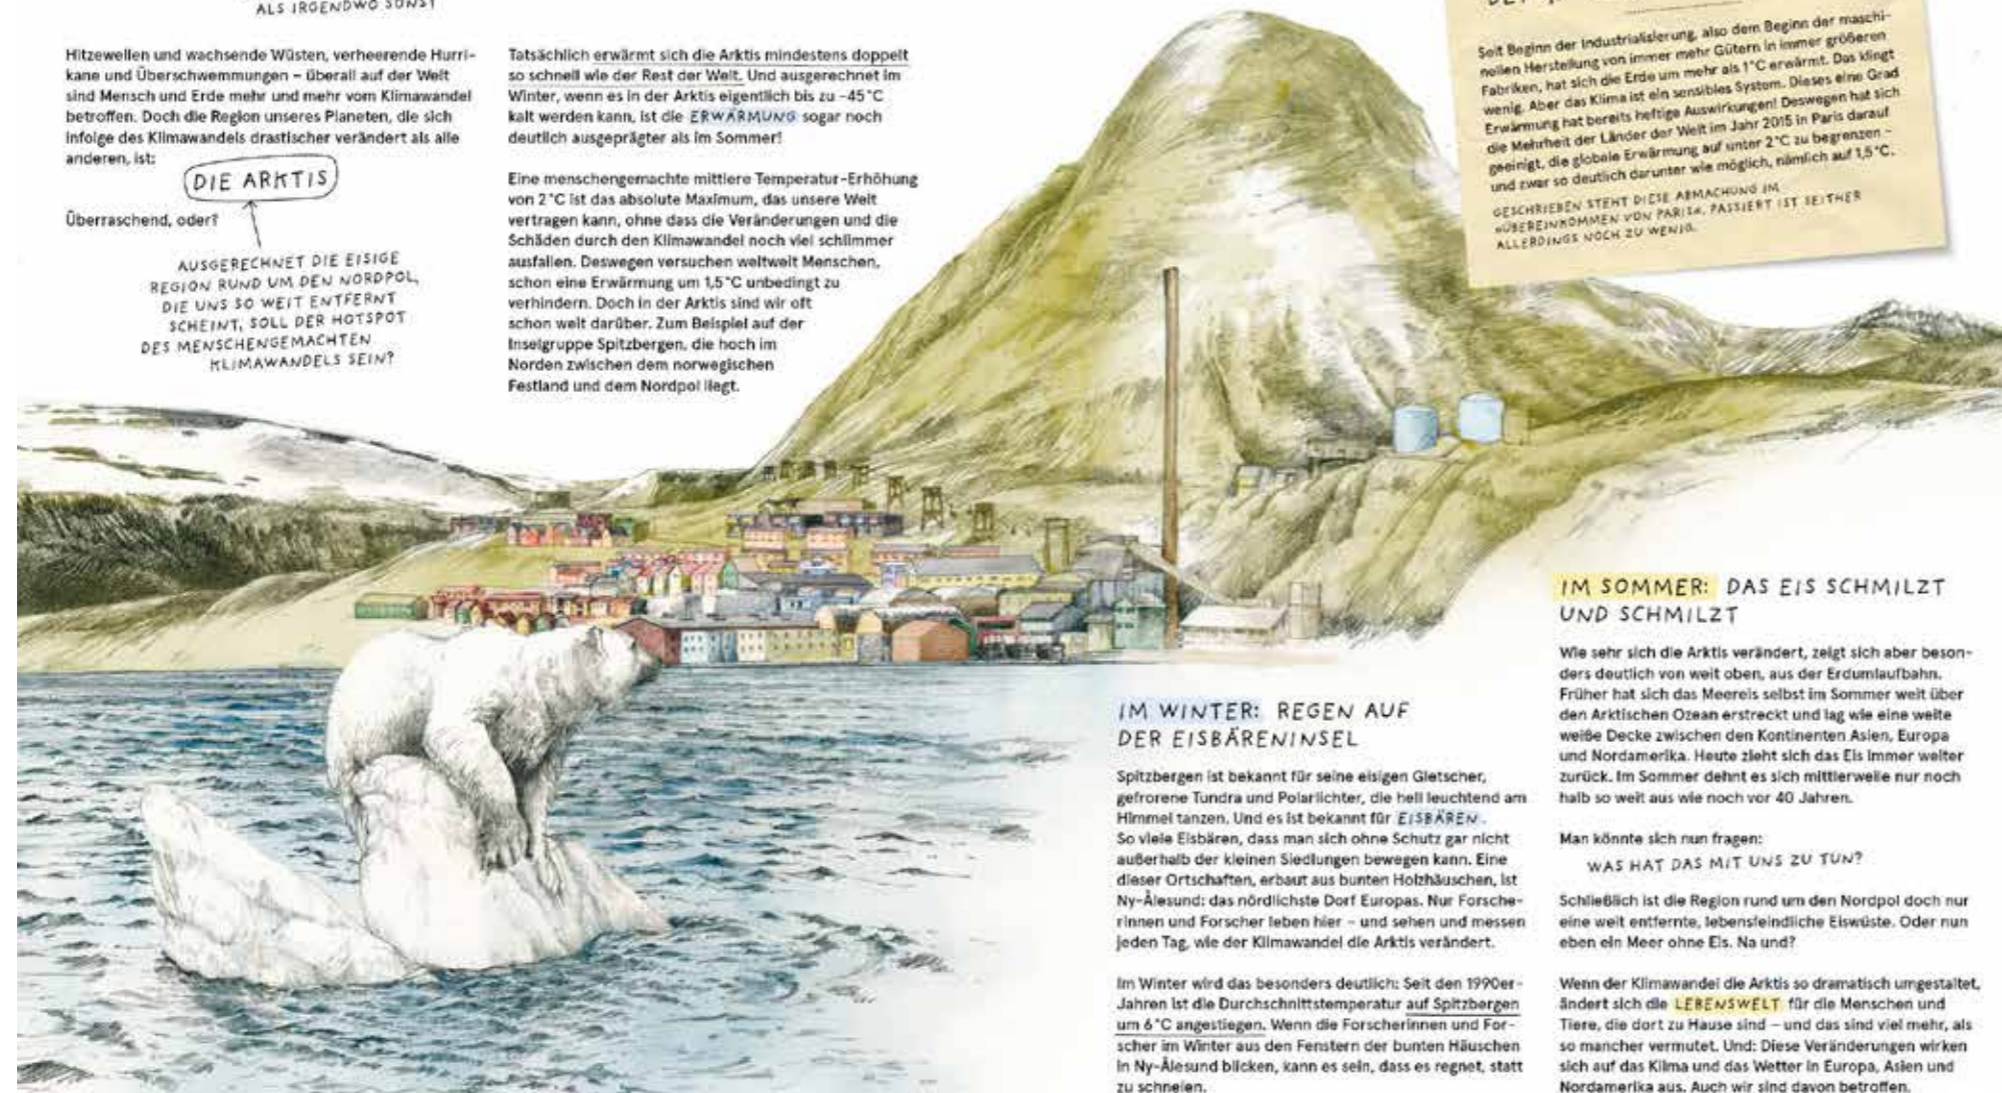 ALS IRGENDWO SONST
Hitzewellen und wachsende Wüsten, verheerende Hurri-
kane und Überschwemmungen – überall auf der Welt
sind Mensch und Erde mehr und mehr vom Klimawandel
betroffen. Doch die Region unseres Planeten, die sich
infolge des Klimawandels drastischer verändert als alle
anderen, ist:
DIE ARKTIS
Überraschend, oder?
AUSGERECHNET DIE EISIGE
REGION RUND UM DEN NORDPOL,
DIE UNS SO WEIT ENTFERNT
SCHEINT, SOLL DER HOTSPOT
DES MENSCHENGEMACHTEN
KLIMAWANDELS SEIN?
Tatsächlich erwärmt sich die Arktis mindestens doppelt
so schnell wie der Rest der Welt. Und ausgerechnet im
Winter, wenn es in der Arktis eigentlich bis zu -45°C
kalt werden kann, ist die ERWÄRMUNG sogar noch
deutlich ausgeprägter als im Sommer!
Eine menschengemachte mittlere Temperatur-Erhöhung
von 2°C ist das absolute Maximum, das unsere Welt
vertragen kann, ohne dass die Veränderungen und die
Schäden durch den Klimawandel noch viel schlimmer
ausfallen. Deswegen versuchen weltweit Menschen,
schon eine Erwärmung um 1,5°C unbedingt zu
verhindern. Doch in der Arktis sind wir oft
schon weit darüber. Zum Beispiel auf der
Inselgruppe Spitzbergen, die hoch im
Norden zwischen dem norwegischen
Festland und dem Nordpol liegt.
Seit Beginn der Industrialisierung, also dem Beginn der maschi-
nellen Herstellung von immer mehr Gütern in immer größeren
Fabriken, hat sich die Erde um mehr als 1°C erwärmt. Das klingt
wenig. Aber das Klima ist ein sensibles System. Dieses eine Grad
Erwärmung hat bereits heftige Auswirkungen! Deswegen hat sich
die Mehrheit der Länder der Welt im Jahr 2015 in Paris darauf
geeinigt, die globale Erwärmung auf unter 2°C zu begrenzen –
und zwar so deutlich darunter wie möglich, nämlich auf 1,5°C.
GESCHRIEBEN STEHT DIESE ABMACHUNG IM
»ÜBEREINKOMMEN VON PARIS«. PASSIERT IST SEITHER
ALLERDINGS NOCH ZU WENIG.
IM WINTER: REGEN AUF
DER EISBÄRENINSEL
Spitzbergen ist bekannt für seine eisigen Gletscher,
gefrorene Tundra und Polarlichter, die hell leuchtend am
Himmel tanzen. Und es ist bekannt für EISBÄREN.
So viele Eisbären, dass man sich ohne Schutz gar nicht
außerhalb der kleinen Siedlungen bewegen kann. Eine
dieser Ortschaften, erbaut aus bunten Holzhäuschen, ist
Ny-Ålesund: das nördlichste Dorf Europas. Nur Forsche-
rinnen und Forscher leben hier – und sehen und messen
jeden Tag, wie der Klimawandel die Arktis verändert.
Im Winter wird das besonders deutlich: Seit den 1990er-
Jahren ist die Durchschnittstemperatur auf Spitzbergen
um 6°C angestiegen. Wenn die Forscherinnen und For-
scher im Winter aus den Fenstern der bunten Häuschen
in Ny-Ålesund blicken, kann es sein, dass es regnet, statt
zu schneien.
IM SOMMER: DAS EIS SCHMILZT
UND SCHMILZT
Wie sehr sich die Arktis verändert, zeigt sich aber beson-
ders deutlich von weit oben, aus der Erdumlaufbahn.
Früher hat sich das Meereis selbst im Sommer weit über
den Arktischen Ozean erstreckt und lag wie eine weite
weiße Decke zwischen den Kontinenten Asien, Europa
und Nordamerika. Heute zieht sich das Eis immer weiter
zurück. Im Sommer dehnt es sich mittlerweile nur noch
halb so weit aus wie noch vor 40 Jahren.
Man könnte sich nun fragen:
WAS HAT DAS MIT UNS ZU TUN?
Schließlich ist die Region rund um den Nordpol doch nur
eine weit entfernte, lebensfeindliche Eiswüste. Oder nun
eben ein Meer ohne Eis. Na und?
Wenn der Klimawandel die Arktis so dramatisch umgestaltet,
ändert sich die LEBENSWELT für die Menschen und
Tiere, die dort zu Hause sind – und das sind viel mehr, als
so mancher vermutet. Und: Diese Veränderungen wirken
sich auf das Klima und das Wetter in Europa, Asien und
Nordamerika aus. Auch wir sind davon betroffen.